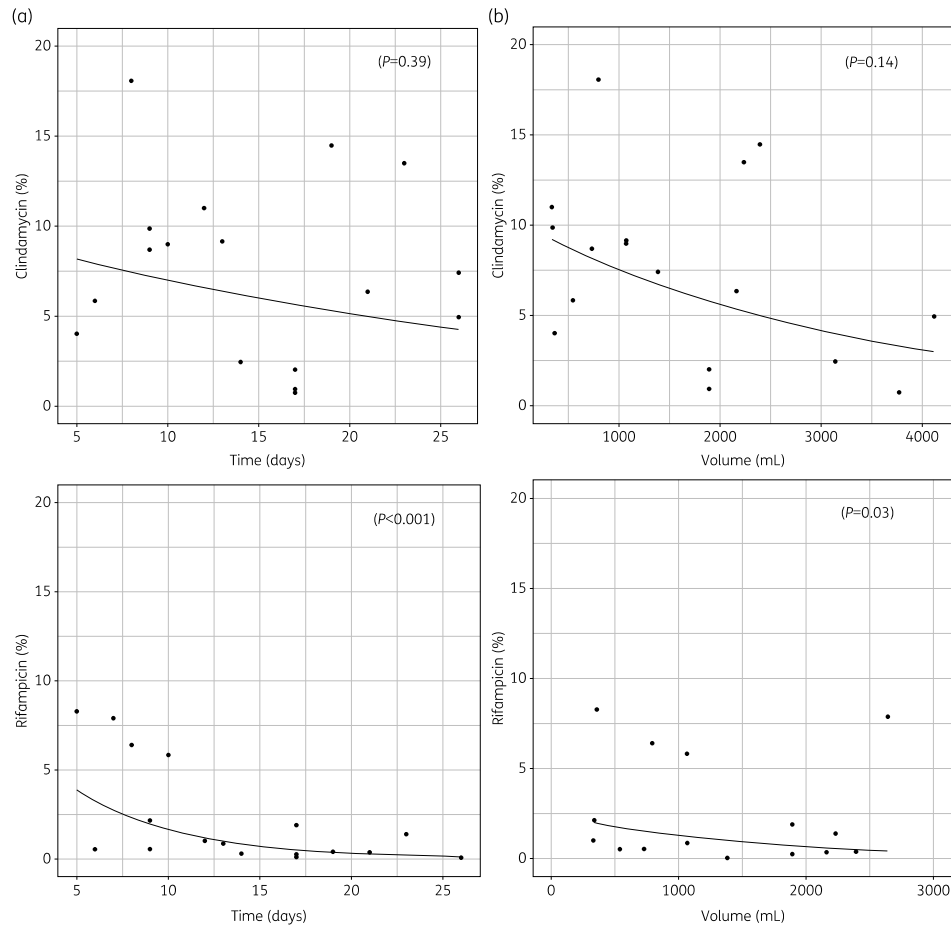 (a)
20
15
10
5
0
Clindamycin (%)
(P=0.39)
5 10 15 20 25
Time (days)
(b)
20
15
10
5
0
Clindamycin (%)
(P=0.14)
1000 2000 3000 4000
Volume (mL)
20
15
10
5
0
Rifampicin (%)
(P<0.001)
5 10 15 20 25
Time (days)
20
15
10
5
0
Rifampicin (%)
(P=0.03)
0 1000 2000 3000
Volume (mL)